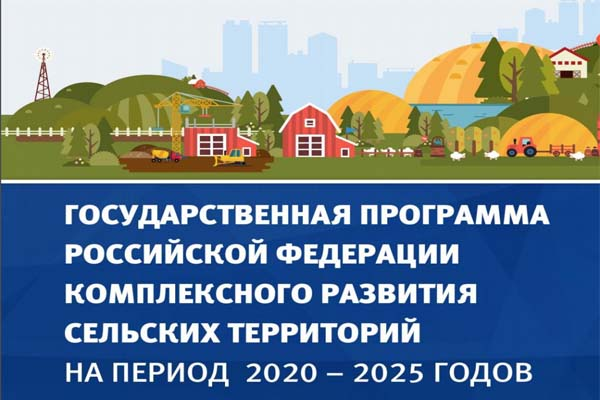 ГОСУДАРСТВЕННАЯ ПРОГРАММА
РОССИЙСКОЙ ФЕДЕРАЦИИ
КОМПЛЕКСНОГО РАЗВИТИЯ
СЕЛЬСКИХ ТЕРРИТОРИЙ
НА ПЕРИОД 2020 – 2025 ГОДОВ